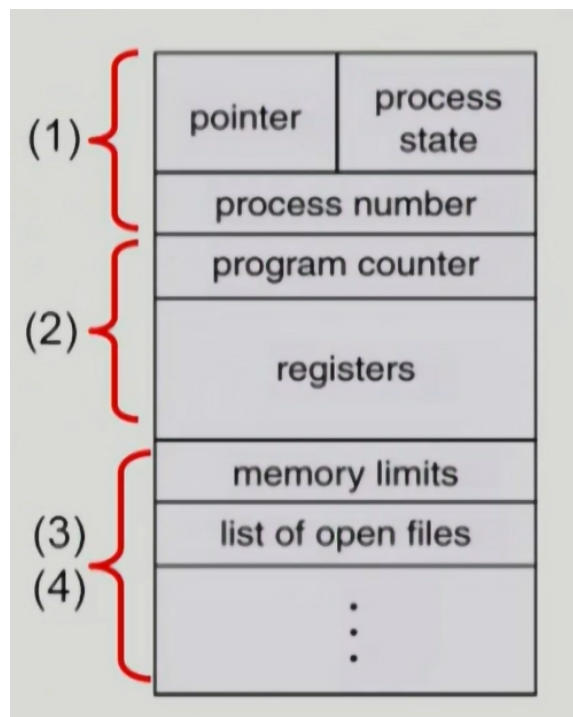 (1)
pointer
process
state
process number
(2)
program counter
registers
(3)
(4)
memory limits
list of open files